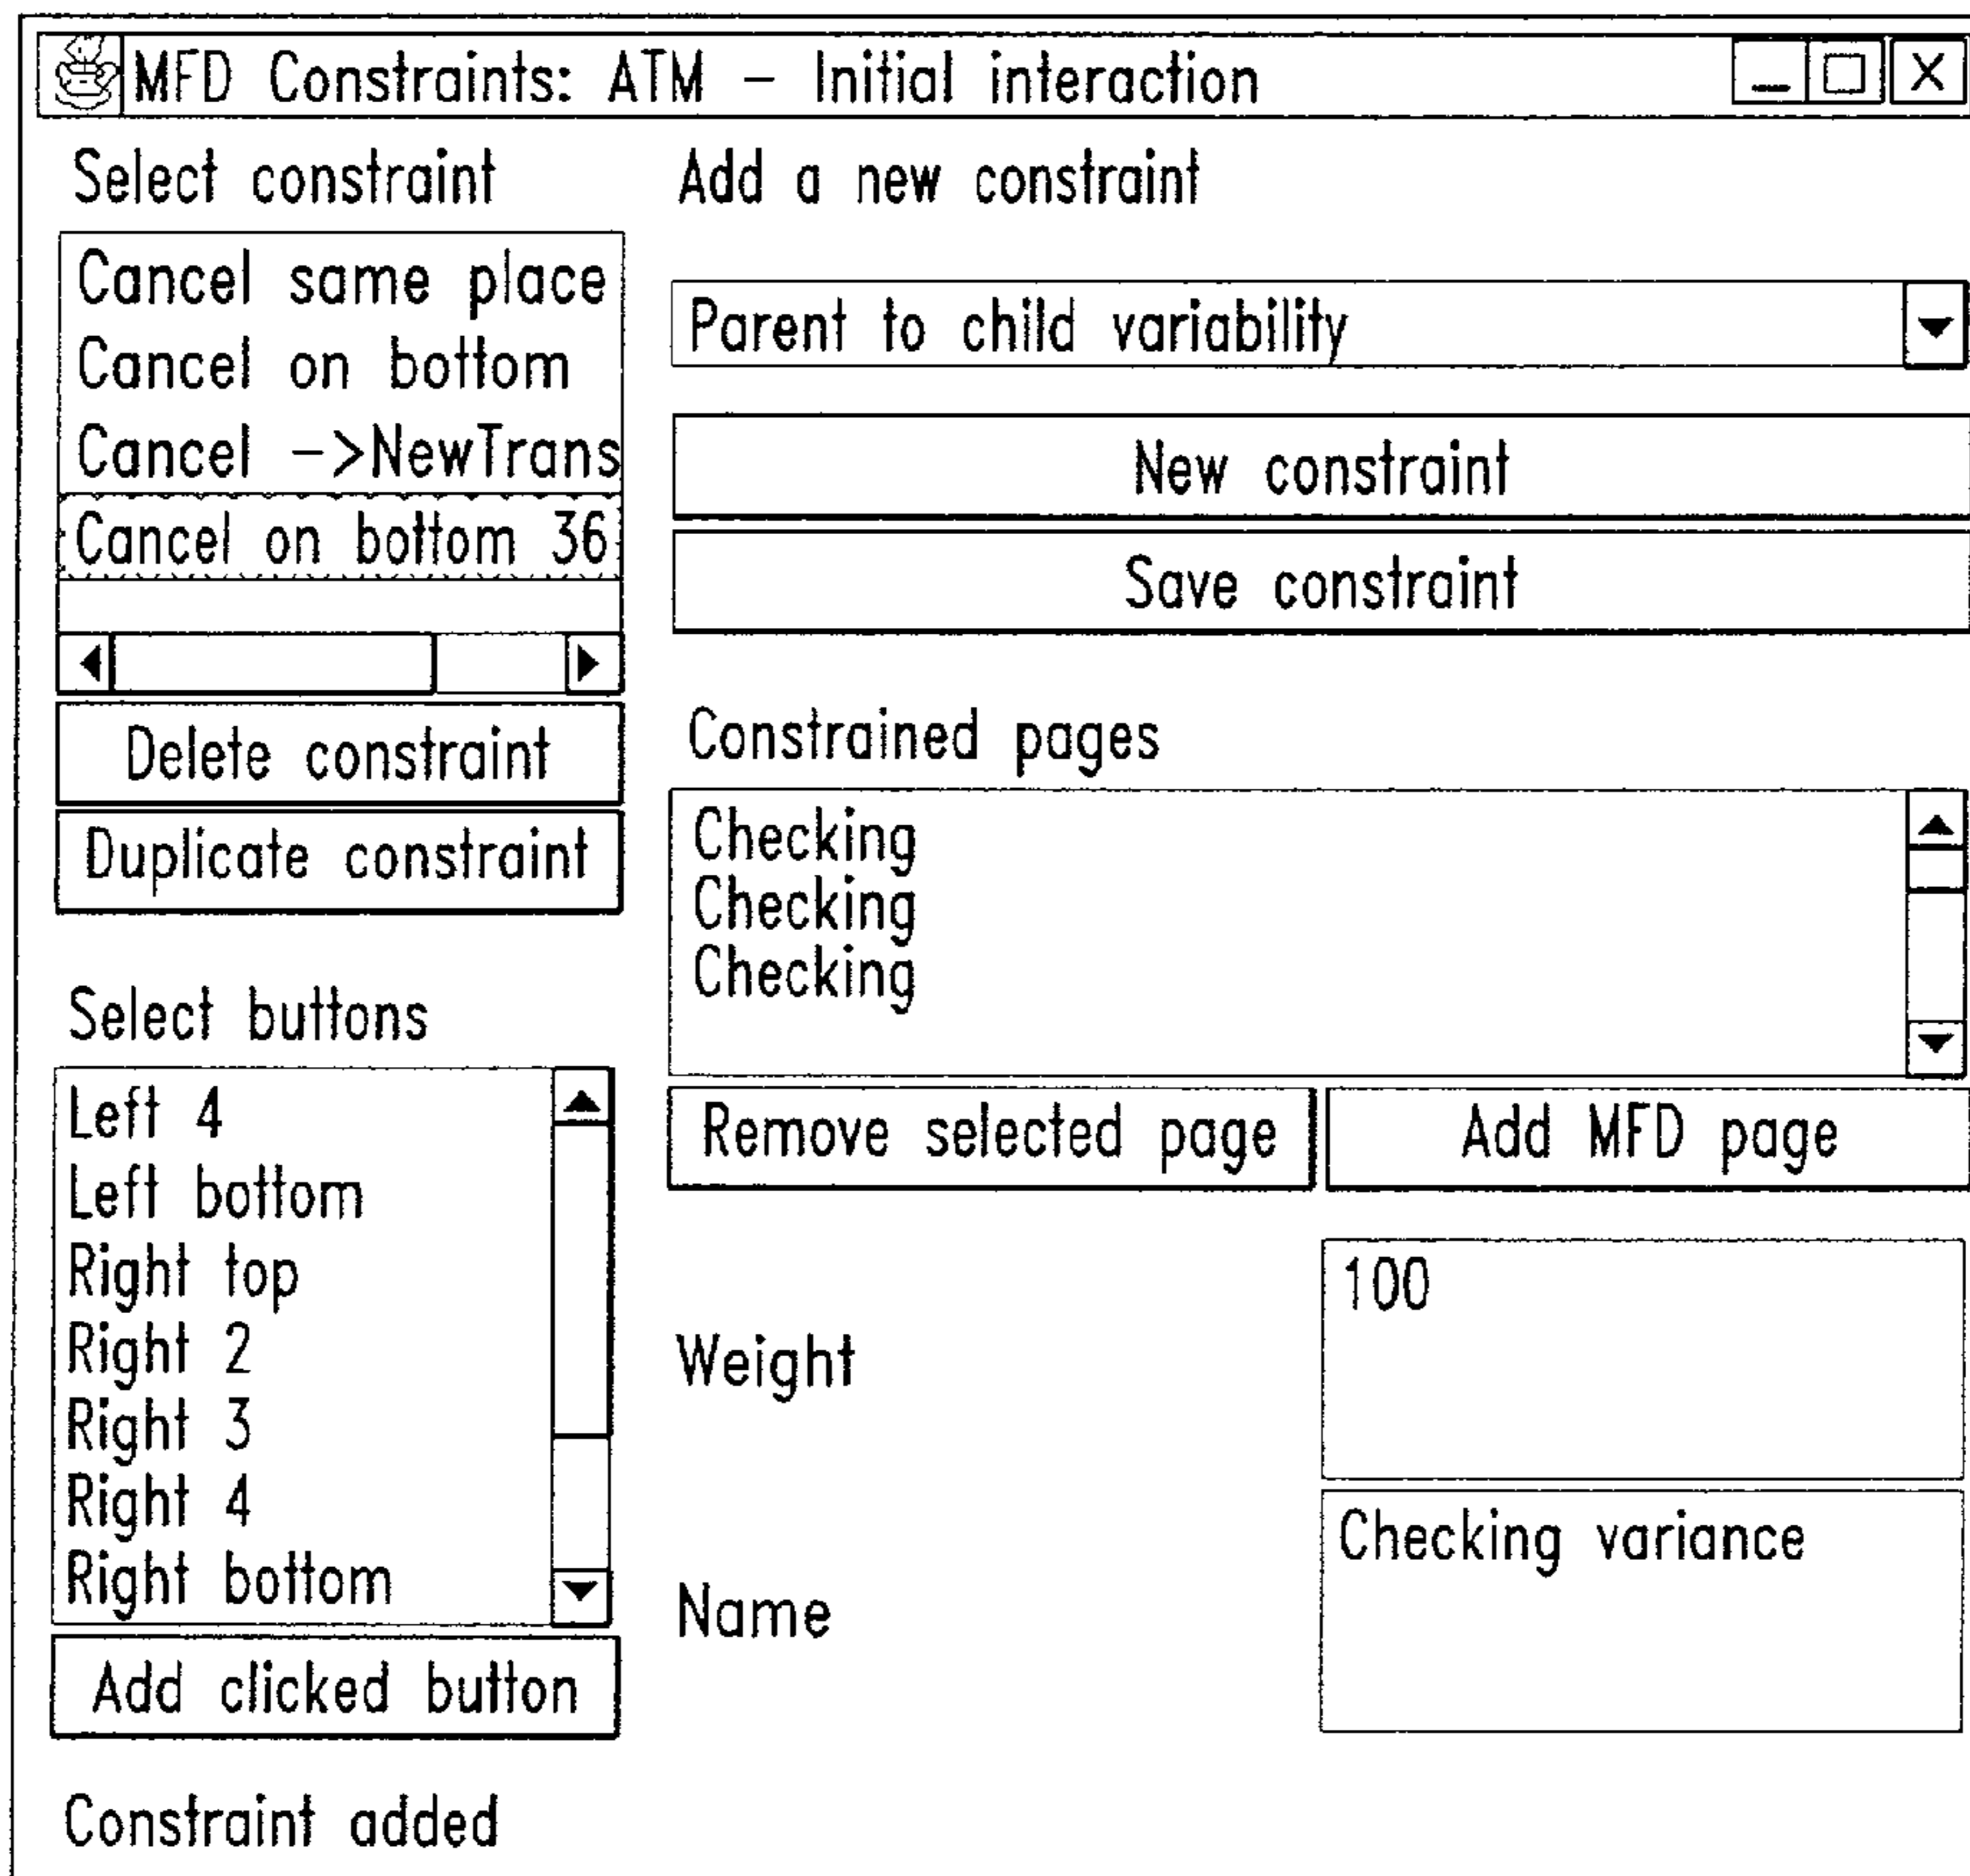 MFD Constraints: ATM – Initial interaction
Select constraint
Cancel same place
Cancel on bottom
Cancel –>NewTrans
Cancel on bottom 36
Delete constraint
Duplicate constraint
Select buttons
Left 4
Left bottom
Right top
Right 2
Right 3
Right 4
Right bottom
Add clicked button
Constraint added
Add a new constraint
Parent to child variability
New constraint
Save constraint
Constrained pages
Checking
Checking
Checking
Remove selected page
Add MFD page
Weight
100
Name
Checking variance